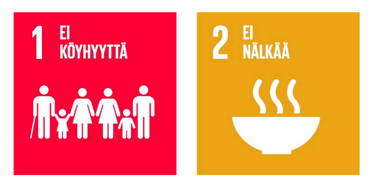 1 EI
KÖYHYYTTÄ
2 EI
NÄLKÄÄ